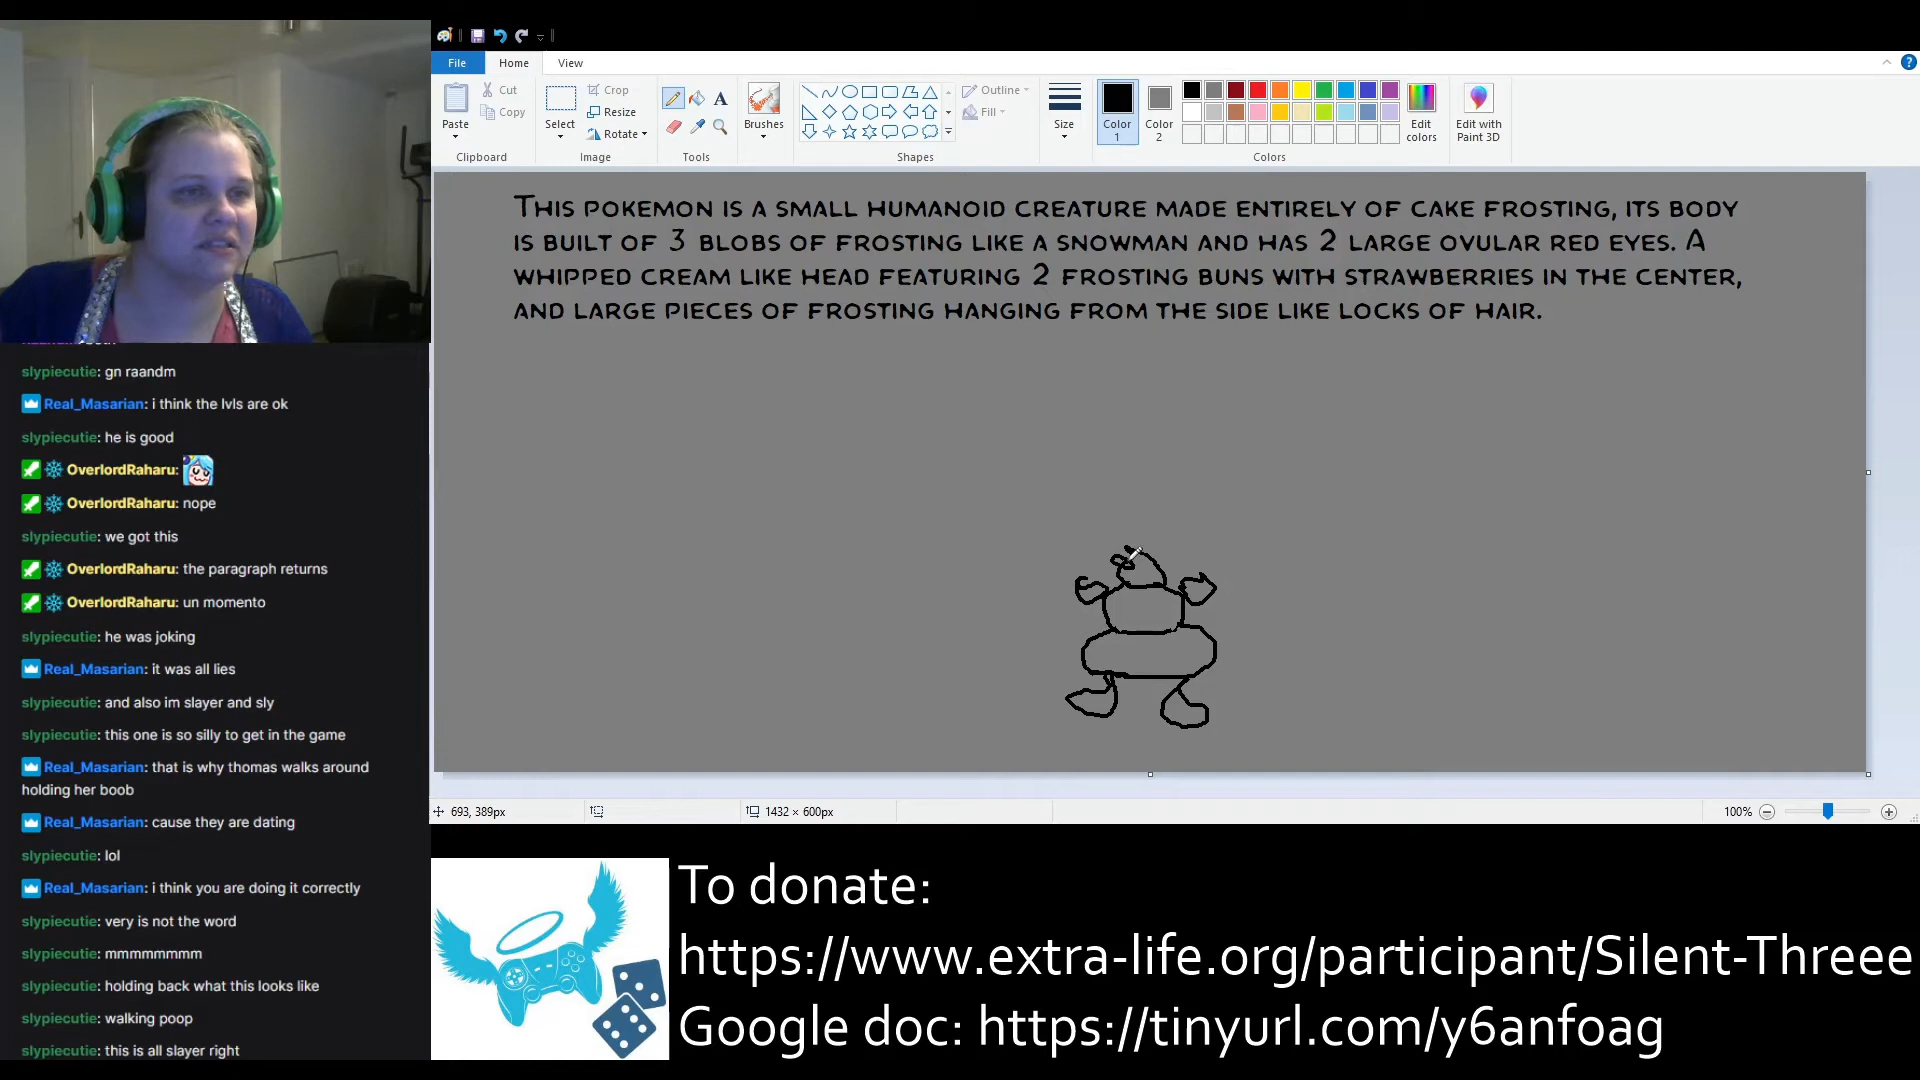 File Home View
Paste
Cut
Copy
Clipboard
Select
Crop
Resize
Rotate
Image
A
Tools
Brushes
Shapes
Outline
Fill
Size
Color 1
Color 2
Colors
Edit colors
Edit with Paint 3D
THIS POKEMON IS A SMALL HUMANOID CREATURE MADE ENTIRELY OF CAKE FROSTING, ITS BODY
IS BUILT OF 3 BLOBS OF FROSTING LIKE A SNOWMAN AND HAS 2 LARGE OVULAR RED EYES. A
WHIPPED CREAM LIKE HEAD FEATURING 2 FROSTING BUNS WITH STRAWBERRIES IN THE CENTER,
AND LARGE PIECES OF FROSTING HANGING FROM THE SIDE LIKE LOCKS OF HAIR.
693, 389px
1432 × 600px
100%
slypiecutie: gn raandm
Real_Masarian: i think the lvls are ok
slypiecutie: he is good
OverlordRaharu:
OverlordRaharu: nope
slypiecutie: we got this
OverlordRaharu: the paragraph returns
OverlordRaharu: un momento
slypiecutie: he was joking
Real_Masarian: it was all lies
slypiecutie: and also im slayer and sly
slypiecutie: this one is so silly to get in the game
Real_Masarian: that is why thomas walks around
holding her boob
Real_Masarian: cause they are dating
slypiecutie: lol
Real_Masarian: i think you are doing it correctly
slypiecutie: very is not the word
slypiecutie: mmmmmmmm
slypiecutie: holding back what this looks like
slypiecutie: walking poop
slypiecutie: this is all slayer right
To donate:
https://www.extra-life.org/participant/Silent-Threee
Google doc: https://tinyurl.com/y6anfoag